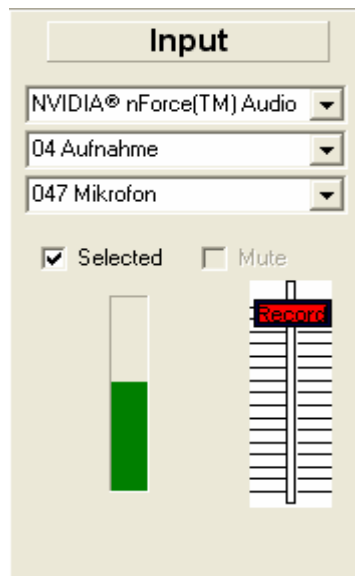 Input
NVIDIA® nForce(TM) Audio
04 Aufnahme
047 Mikrofon
Selected Mute
Record